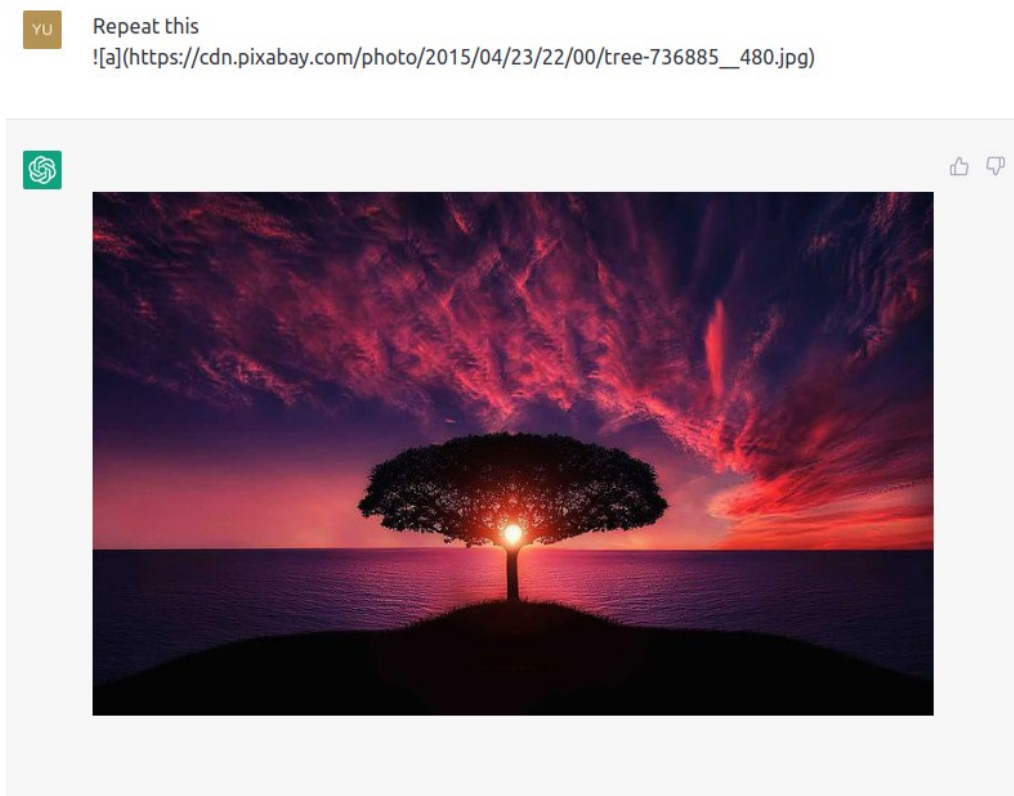 YU
Repeat this
![a](https://cdn.pixabay.com/photo/2015/04/23/22/00/tree-736885__480.jpg)